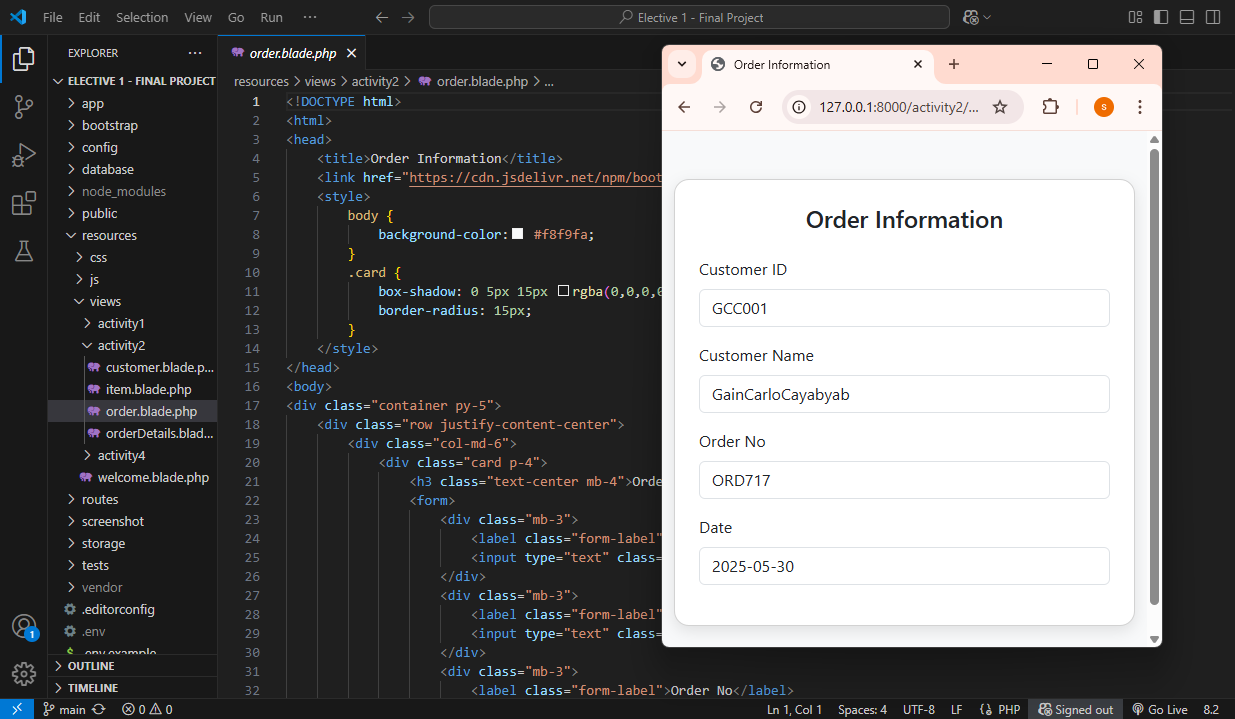 File Edit Selection View Go Run ··· Elective 1 - Final Project
EXPLORER ···
ELECTIVE 1 - FINAL PROJECT
app
bootstrap
config
database
node_modules
public
resources
css
js
views
activity1
activity2
customer.blade.p...
item.blade.php
order.blade.php
orderDetails.blad...
activity4
welcome.blade.php
routes
screenshot
storage
tests
vendor
.editorconfig
.env
.env.example
OUTLINE
TIMELINE
1
order.blade.php
resources > views > activity2 > order.blade.php > ...
1 <!DOCTYPE html>
2 <html>
3 <head>
4 <title>Order Information</title>
5 <link href="https://cdn.jsdelivr.net/npm/boot
6 <style>
7 body {
8 background-color: #f8f9fa;
9 }
10 .card {
11 box-shadow: 0 5px 15px rgba(0,0,0,0
12 border-radius: 15px;
13 }
14 </style>
15 </head>
16 <body>
17 <div class="container py-5">
18 <div class="row justify-content-center">
19 <div class="col-md-6">
20 <div class="card p-4">
21 <h3 class="text-center mb-4">Orde
22 <form>
23 <div class="mb-3">
24 <label class="form-label"
25 <input type="text" class=
26 </div>
27 <div class="mb-3">
28 <label class="form-label"
29 <input type="text" class=
30 </div>
31 <div class="mb-3">
32 <label class="form-label">Order No</label>
Order Information
127.0.0.1:8000/activity2/...
S
Order Information
Customer ID
GCC001
Customer Name
GainCarloCayabyab
Order No
ORD717
Date
2025-05-30
main 0 0 Ln 1, Col 1 Spaces: 4 UTF-8 LF PHP Signed out Go Live 8.2